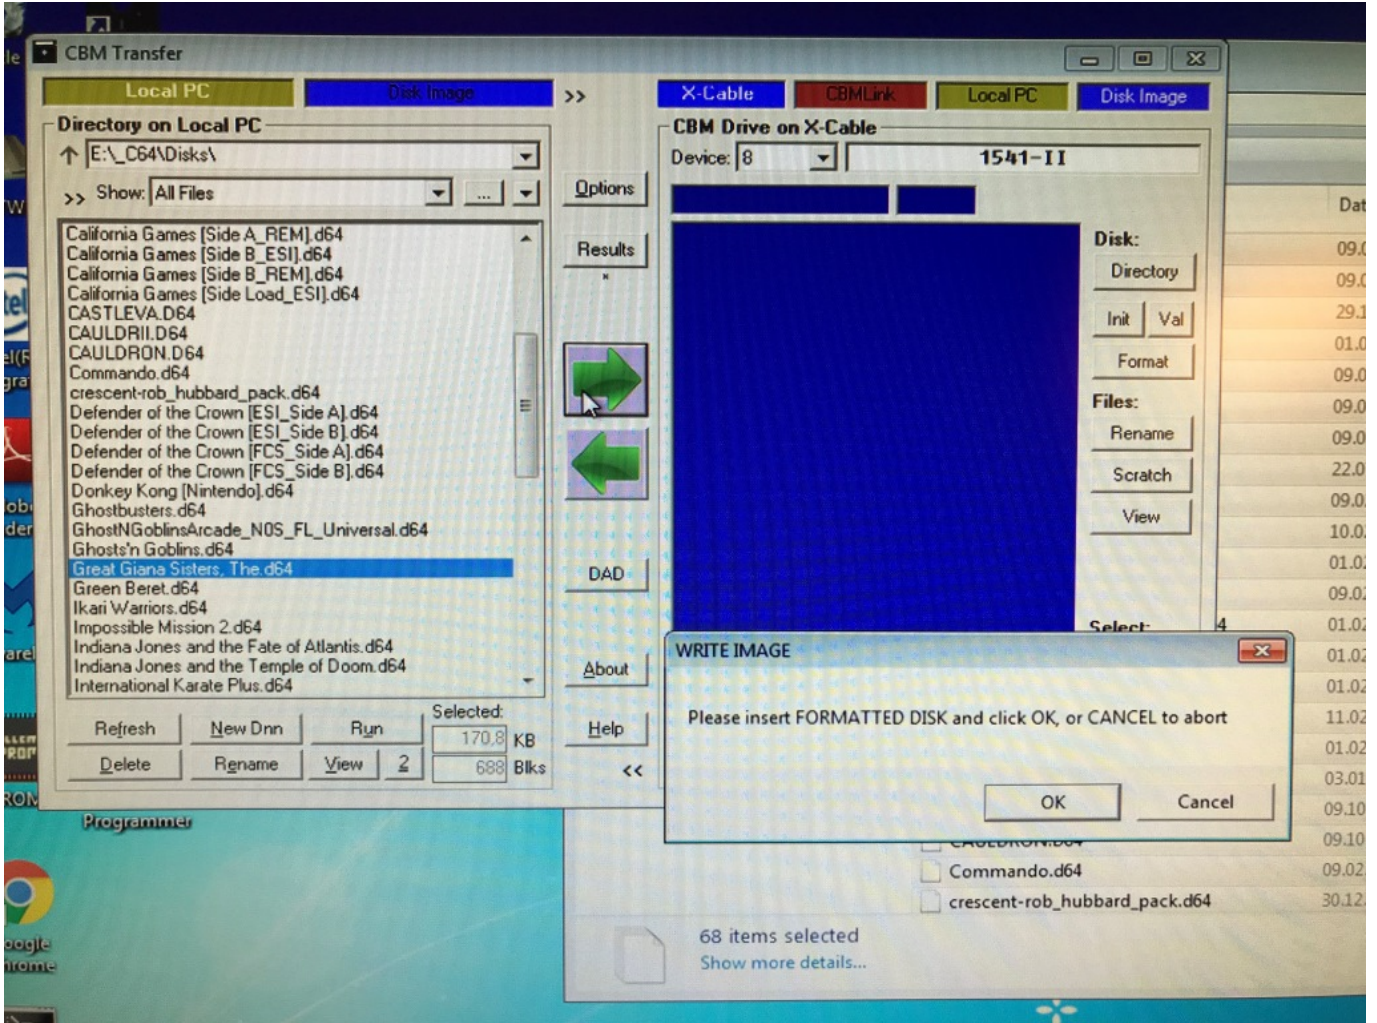 CBM Transfer
Local PC
Disk Image
>>
X-Cable
CBMLink
Local PC
Disk Image
Directory on Local PC
E:\_C64\Disks\
>> Show: All Files
...
Options
Results
*
California Games [Side A_REM].d64
California Games [Side B_ESI].d64
California Games [Side B_REM].d64
California Games [Side Load_ESI].d64
CASTLEVA.D64
CAULDRII.D64
CAULDRON.D64
Commando.d64
crescent-rob_hubbard_pack.d64
Defender of the Crown [ESI_Side A].d64
Defender of the Crown [ESI_Side B].d64
Defender of the Crown [FCS_Side A].d64
Defender of the Crown [FCS_Side B].d64
Donkey Kong [Nintendo].d64
Ghostbusters.d64
GhostNGoblinsArcade_N0S_FL_Universal.d64
Ghosts'n Goblins.d64
Great Giana Sisters, The.d64
Green Beret.d64
Ikari Warriors.d64
Impossible Mission 2.d64
Indiana Jones and the Fate of Atlantis.d64
Indiana Jones and the Temple of Doom.d64
International Karate Plus.d64
DAD
About
Help
<<
Refresh
New Dnn
Run
Delete
Rename
View
2
Selected:
170,8 KB
688 Blks
CBM Drive on X-Cable
Device: 8
1541-II
Disk:
Directory
Init
Val
Format
Files:
Rename
Scratch
View
Select:
WRITE IMAGE
Please insert FORMATTED DISK and click OK, or CANCEL to abort
OK
Cancel
CAULDRON.D64
Commando.d64
crescent-rob_hubbard_pack.d64
68 items selected
Show more details...
Programmer